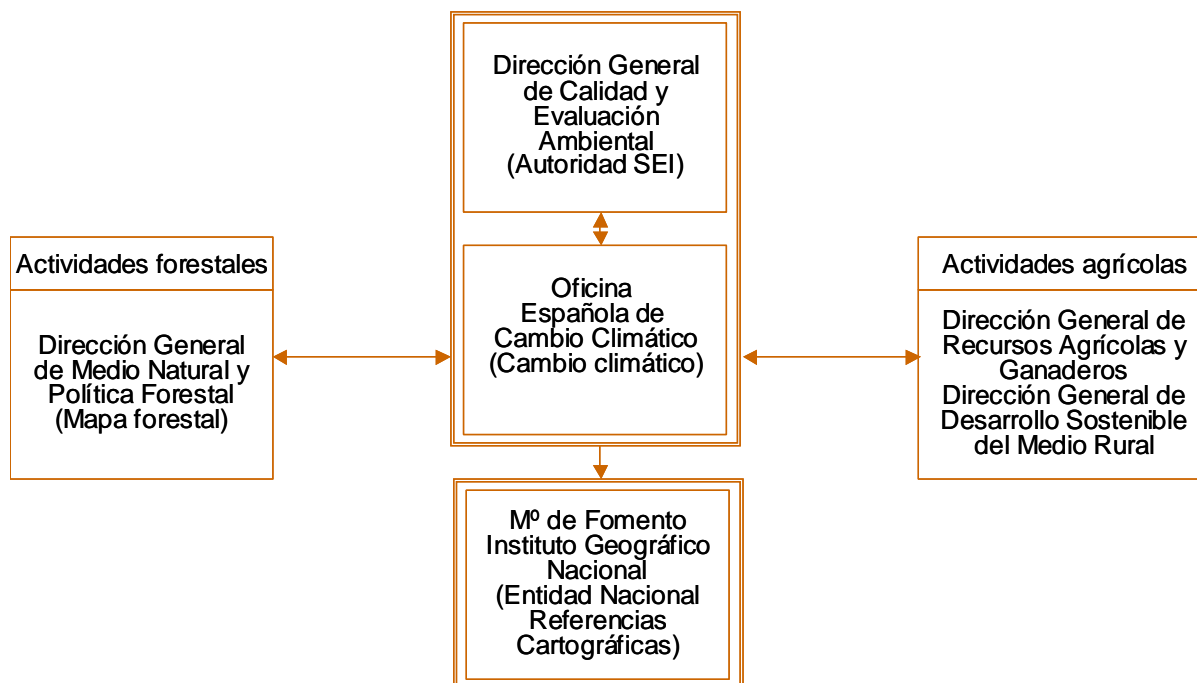 Dirección General
de Calidad y
Evaluación
Ambiental
(Autoridad SEI)
Actividades forestales
Dirección General
de Medio Natural y
Política Forestal
(Mapa forestal)
Oficina
Española de
Cambio Climático
(Cambio climático)
Actividades agrícolas
Dirección General de
Recursos Agrícolas y
Ganaderos
Dirección General de
Desarrollo Sostenible
del Medio Rural
Mº de Fomento
Instituto Geográfico
Nacional
(Entidad Nacional
Referencias
Cartográficas)